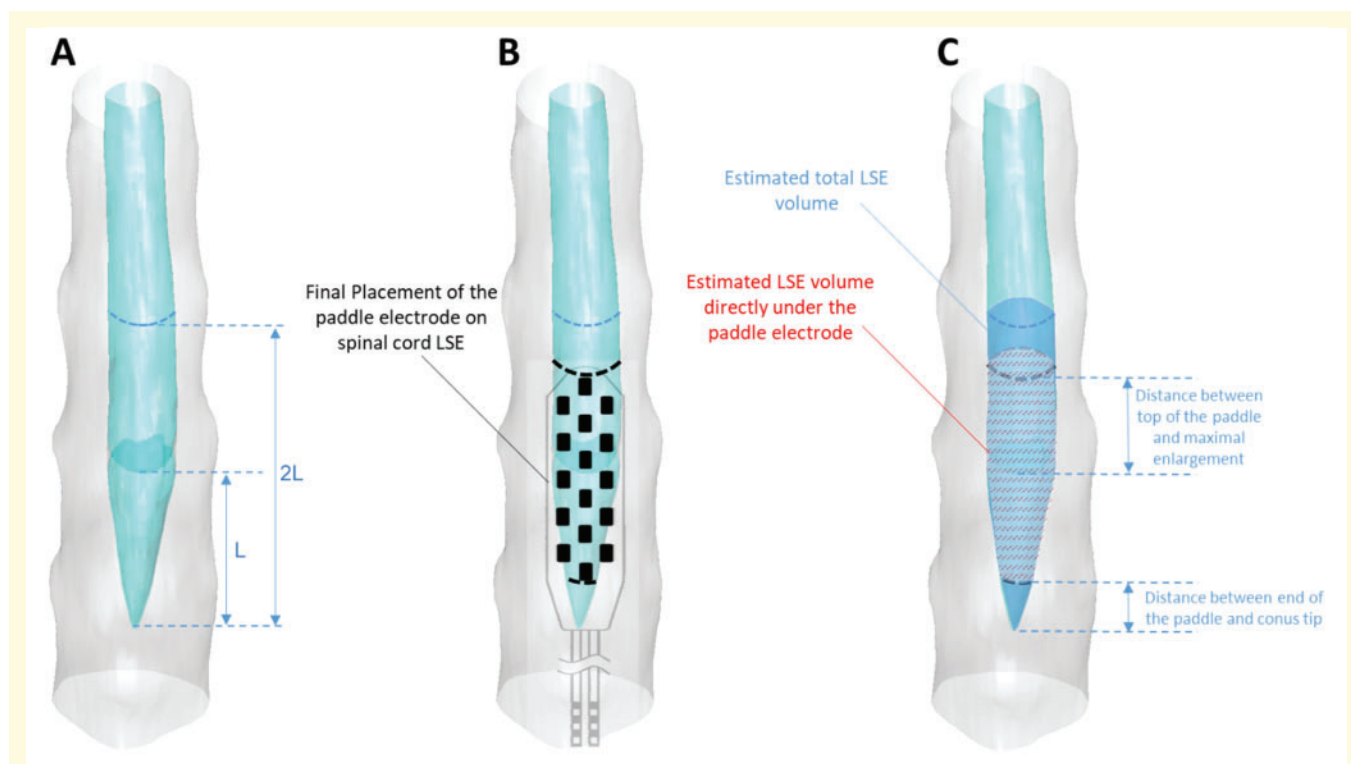 A
B
C
2L
L
Final Placement of the
paddle electrode on
spinal cord LSE
Estimated total LSE
volume
Estimated LSE volume
directly under the
paddle electrode
Distance between
top of the paddle
and maximal
enlargement
Distance between end of
the paddle and conus tip